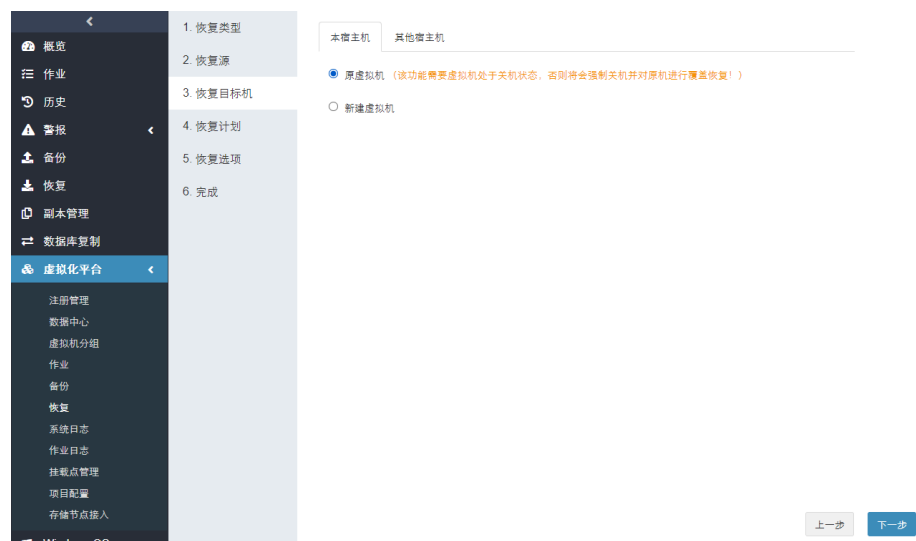 概览
作业
历史
警报
备份
恢复
副本管理
数据库复制
虚拟化平台
注册管理
数据中心
虚拟机分组
作业
备份
恢复
系统日志
作业日志
挂载点管理
项目配置
存储节点接入
1. 恢复类型
2. 恢复源
3. 恢复目标机
4. 恢复计划
5. 恢复选项
6. 完成
本宿主机 其他宿主机
原虚拟机 （该功能需要虚拟机处于关机状态，否则将会强制关机并对原机进行覆盖恢复！）
新建虚拟机
上一步 下一步